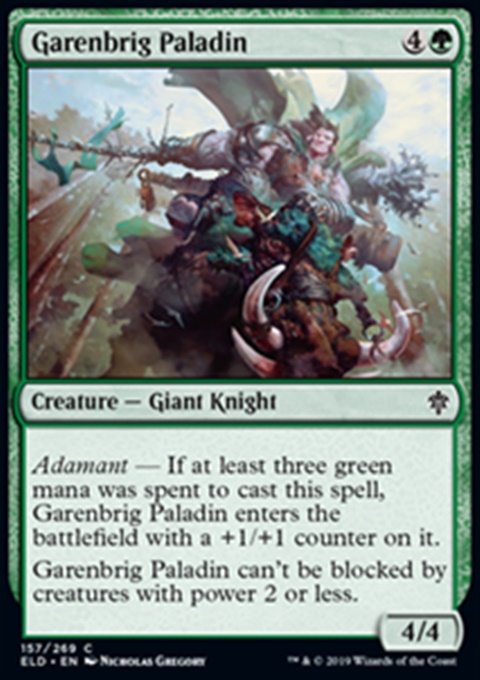 Garenbrig Paladin 4
Creature — Giant Knight
Adamant — If at least three green
mana was spent to cast this spell,
Garenbrig Paladin enters the
battlefield with a +1/+1 counter on it.
Garenbrig Paladin can't be blocked by
creatures with power 2 or less.
4/4
157/269 C
ELD • EN Nicholas Gregory
™ & © 2019 Wizards of the Coast